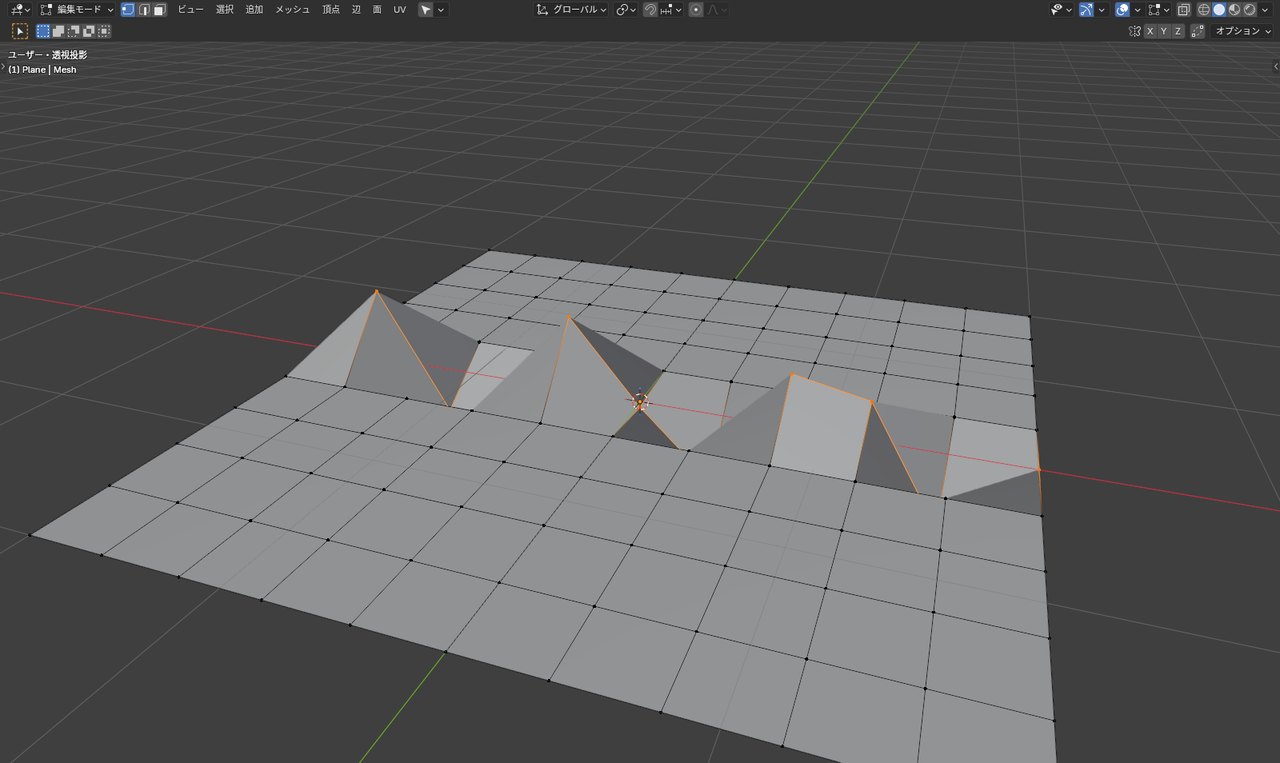 編集モード ビュー 選択 追加 メッシュ 頂点 辺 面 UV グローバル
X Y Z オプション
ユーザー・透視投影
(1) Plane | Mesh